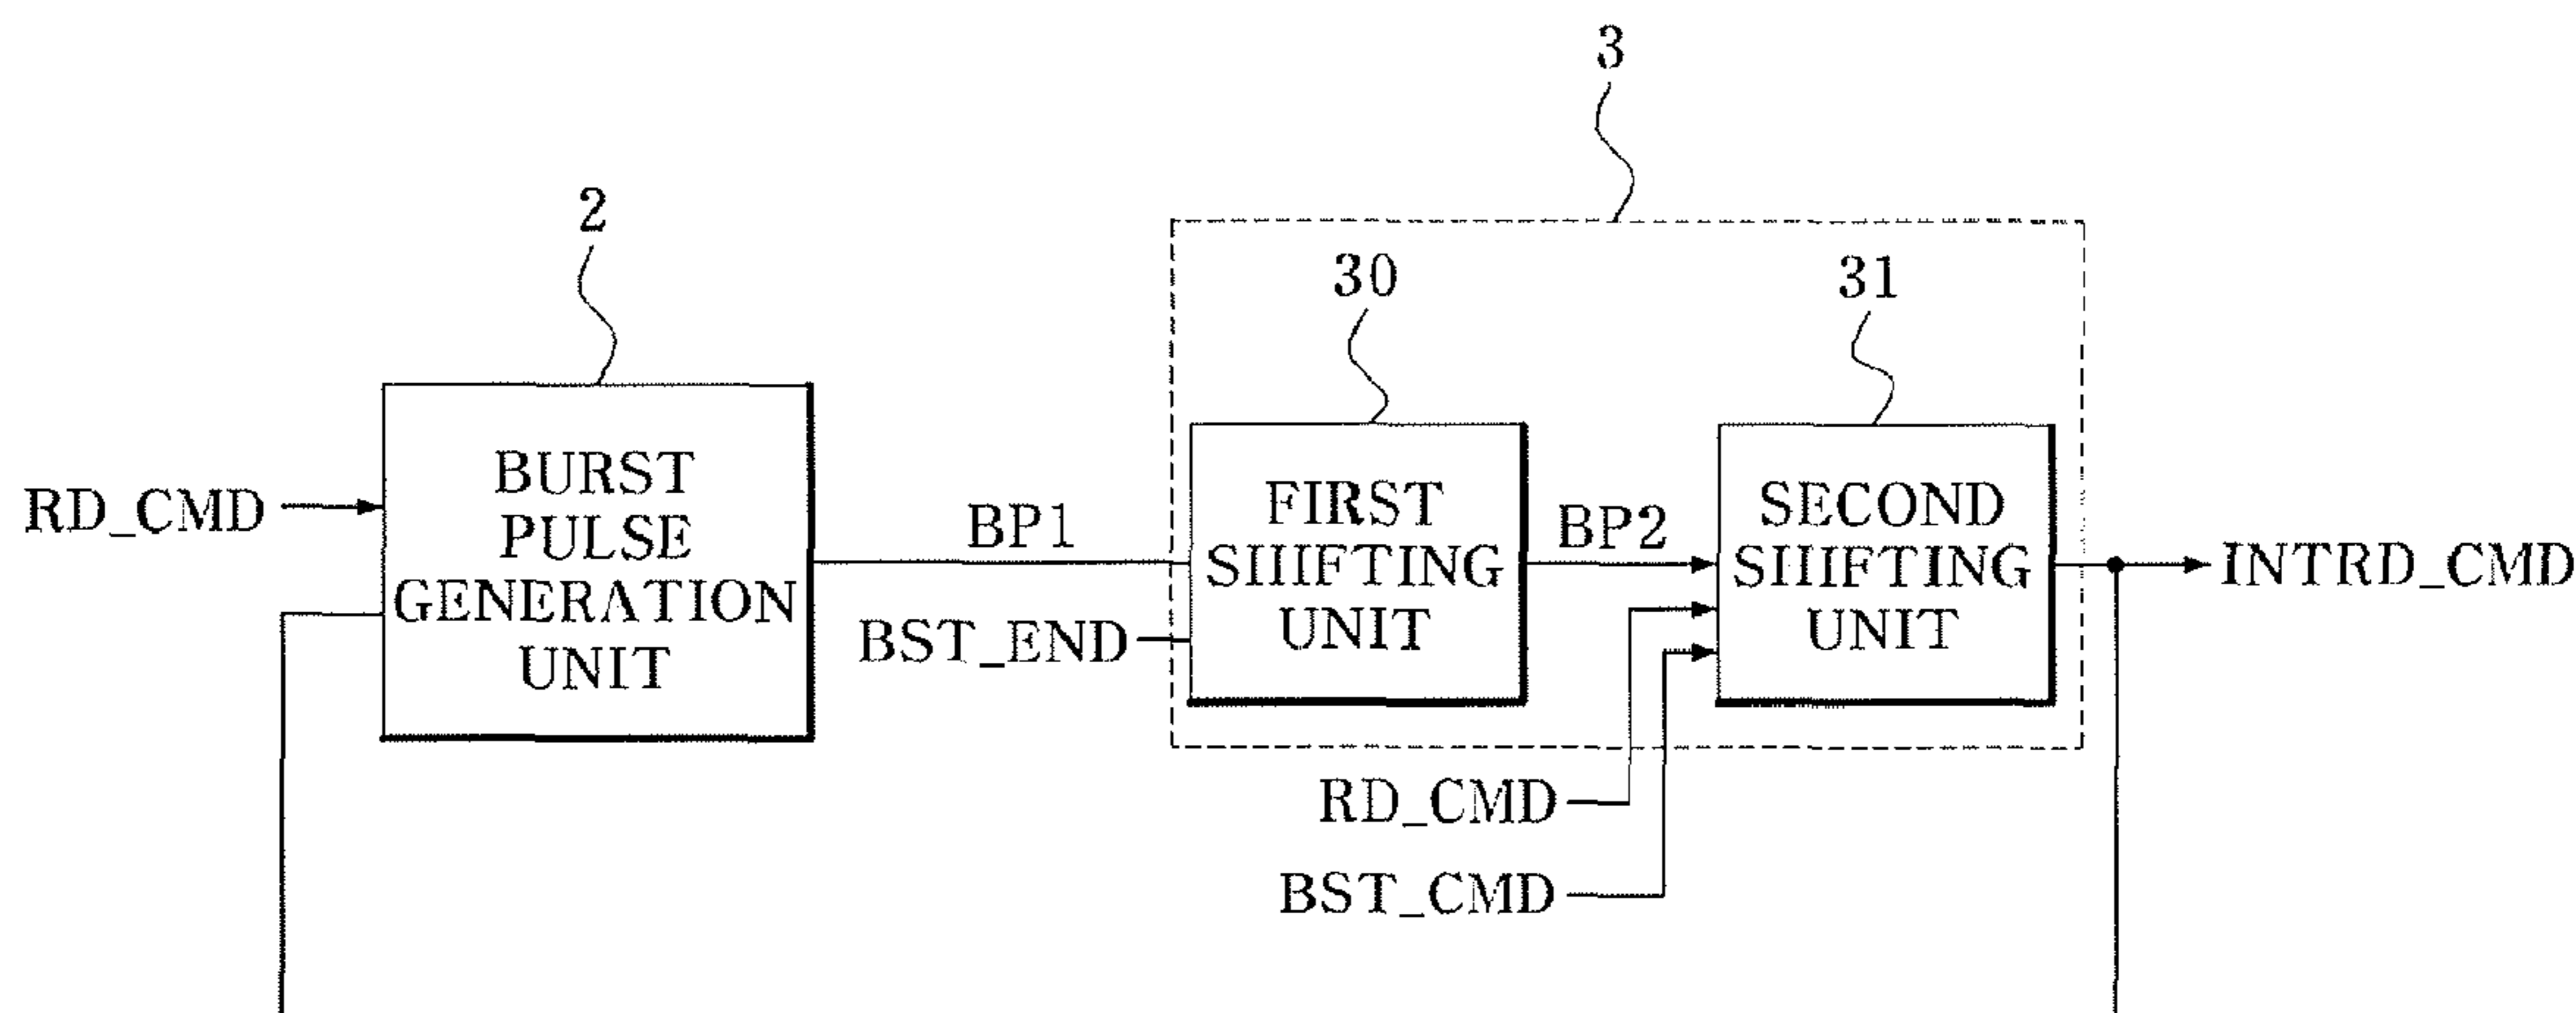 3
2
30
31
RD_CMD
BURST
PULSE
GENERATION
UNIT
BP1
BST_END
FIRST
SHIFTING
UNIT
BP2
SECOND
SHIFTING
UNIT
INTRD_CMD
RD_CMD
BST_CMD